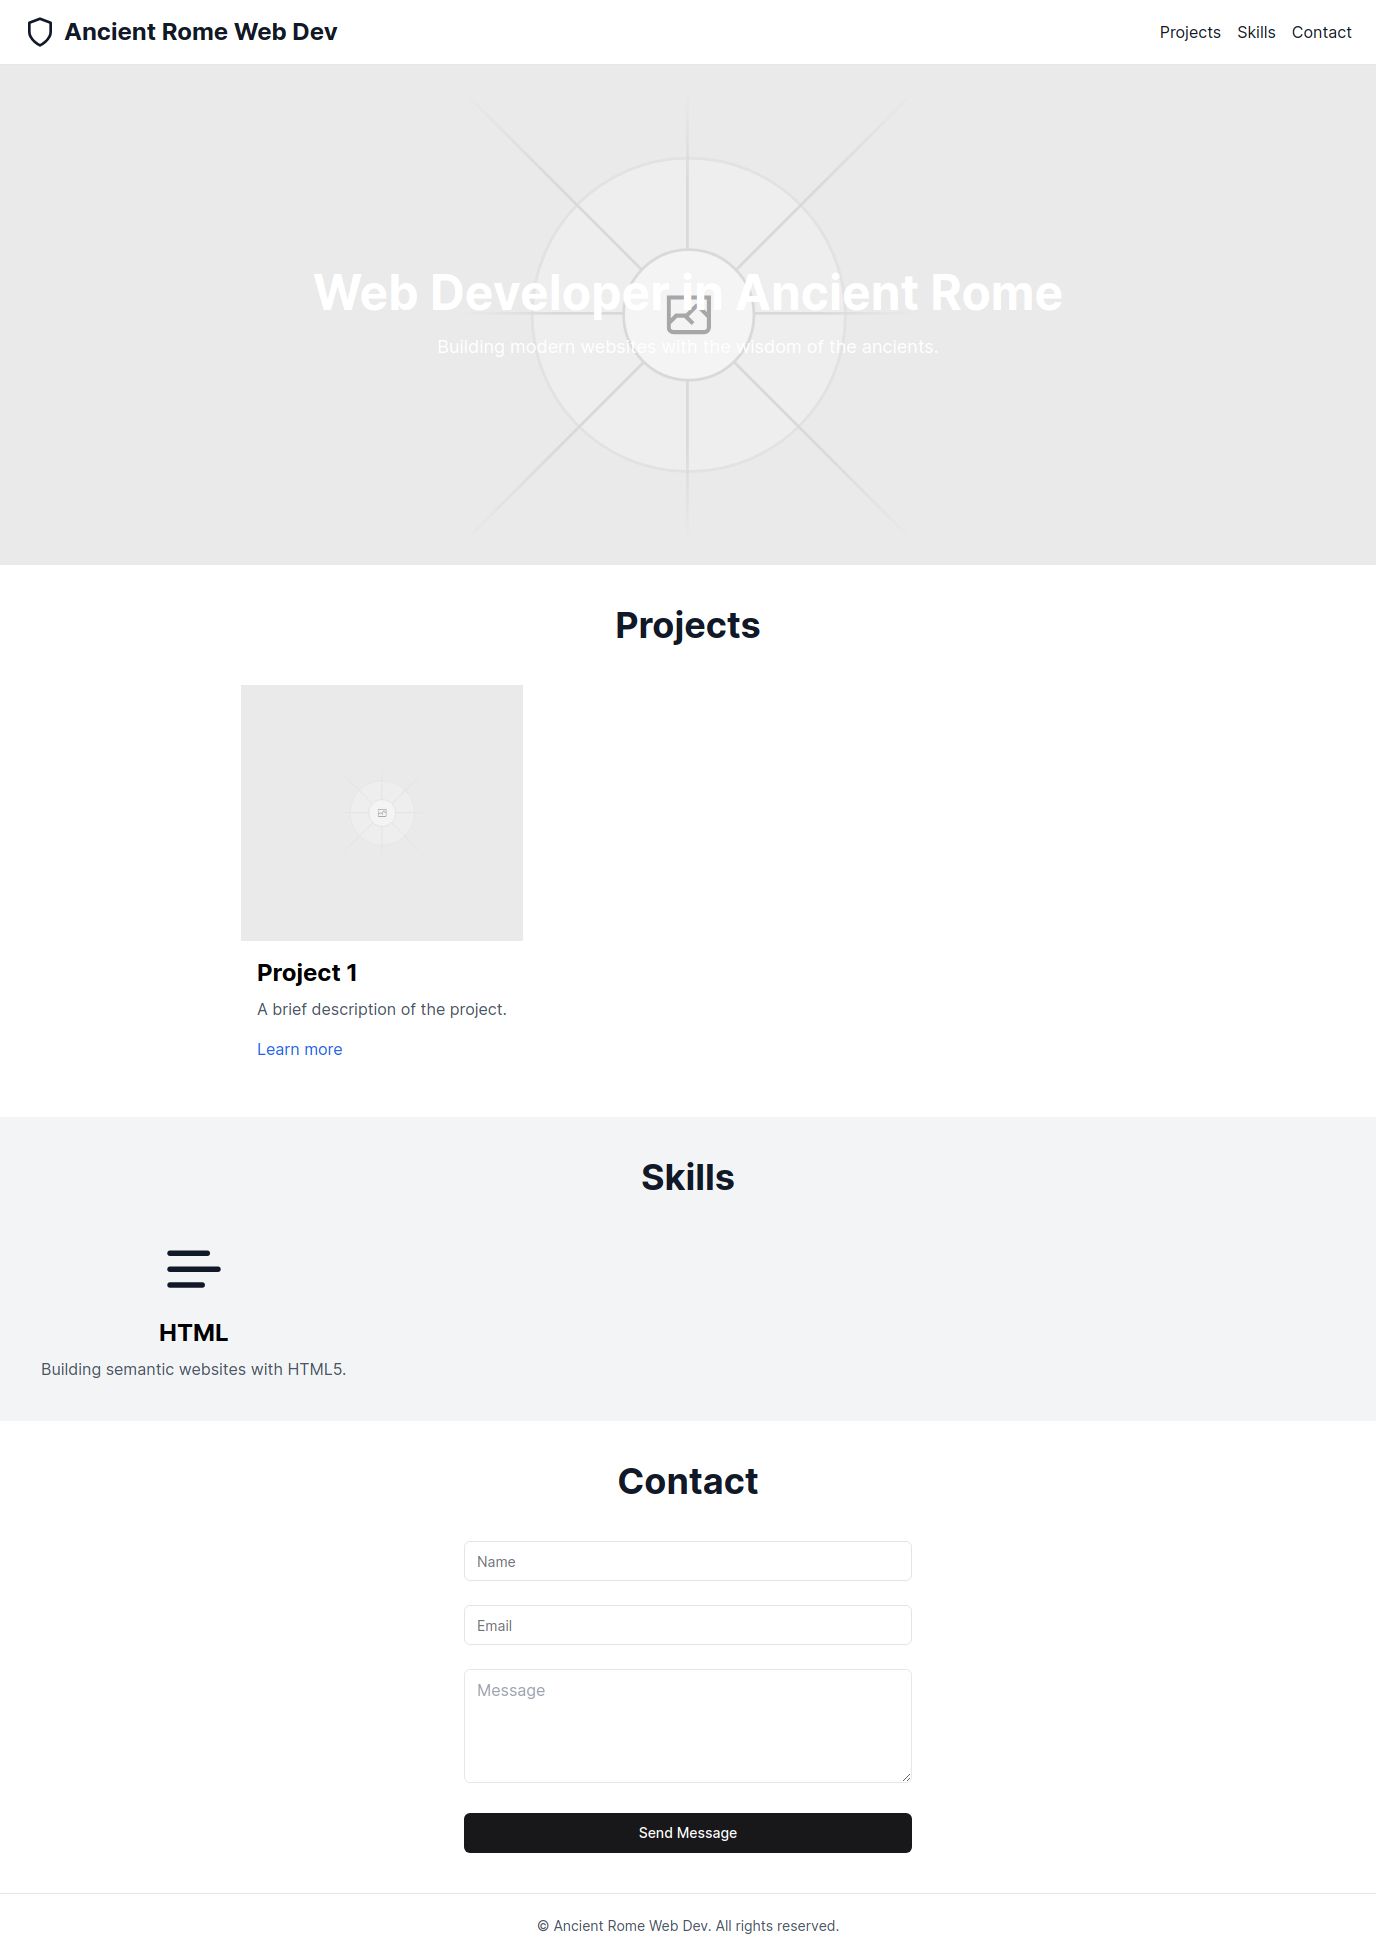 Ancient Rome Web Dev
Projects Skills Contact
Web Developer in Ancient Rome
Building modern websites with the wisdom of the ancients.
Projects
Project 1
A brief description of the project.
Learn more
Skills
HTML
Building semantic websites with HTML5.
Contact
Name
Email
Message
Send Message
© Ancient Rome Web Dev. All rights reserved.